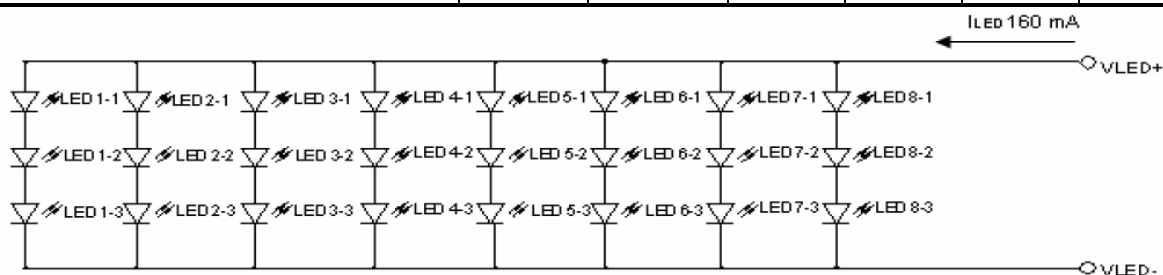 ILED 160 mA
VLED+
LED 1-1 LED 2-1 LED 3-1 LED 4-1 LED 5-1 LED 6-1 LED 7-1 LED 8-1
LED 1-2 LED 2-2 LED 3-2 LED 4-2 LED 5-2 LED 6-2 LED 7-2 LED 8-2
LED 1-3 LED 2-3 LED 3-3 LED 4-3 LED 5-3 LED 6-3 LED 7-3 LED 8-3
VLED-